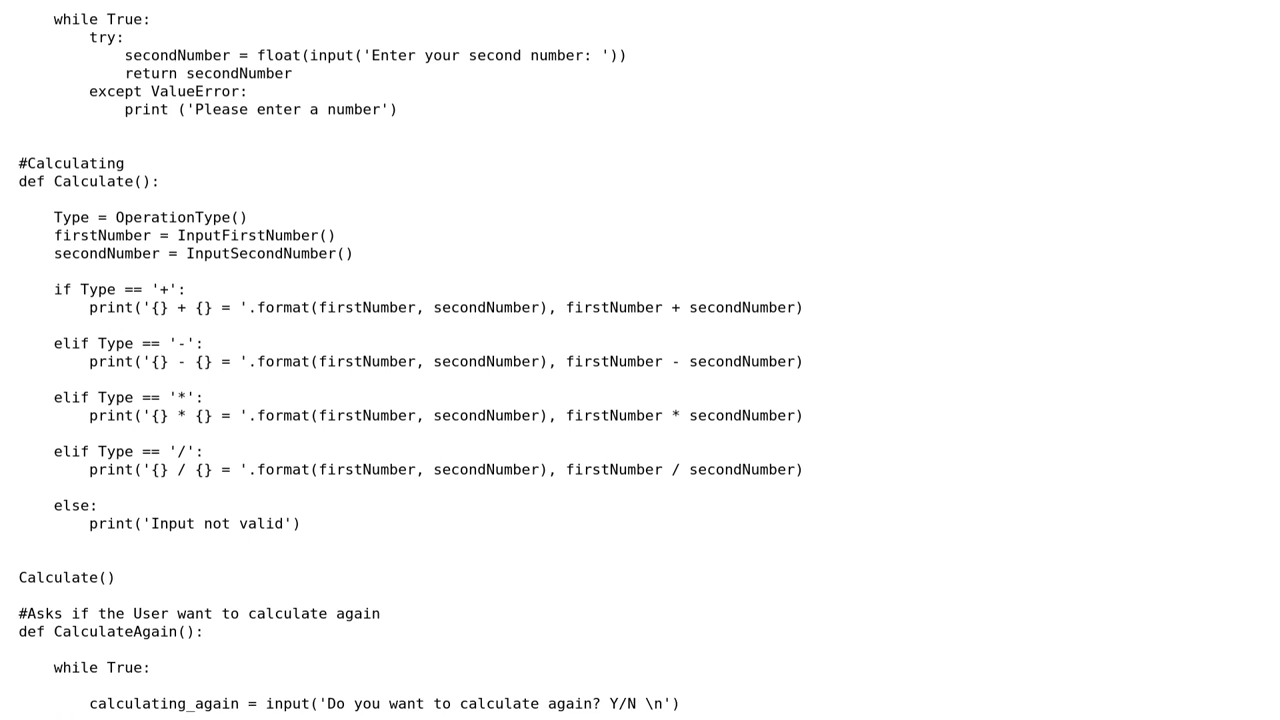 while True:
        try:
            secondNumber = float(input('Enter your second number: '))
            return secondNumber
        except ValueError:
            print ('Please enter a number')
#Calculating
def Calculate():
    Type = OperationType()
    firstNumber = InputFirstNumber()
    secondNumber = InputSecondNumber()
    if Type == '+':
        print('{} + {} = '.format(firstNumber, secondNumber), firstNumber + secondNumber)
    elif Type == '-':
        print('{} - {} = '.format(firstNumber, secondNumber), firstNumber - secondNumber)
    elif Type == '*':
        print('{} * {} = '.format(firstNumber, secondNumber), firstNumber * secondNumber)
    elif Type == '/':
        print('{} / {} = '.format(firstNumber, secondNumber), firstNumber / secondNumber)
    else:
        print('Input not valid')
Calculate()
#Asks if the User want to calculate again
def CalculateAgain():
    while True:
        calculating_again = input('Do you want to calculate again? Y/N \n')